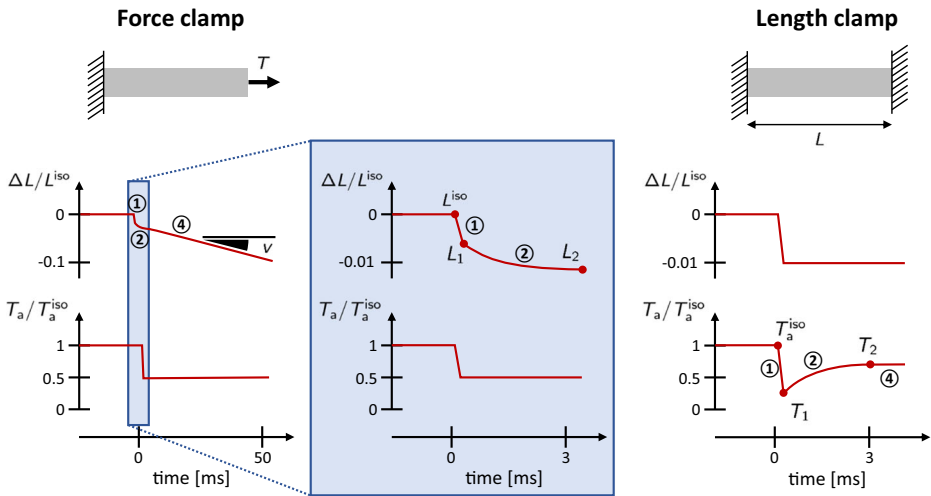 Force clamp
Length clamp
T
L
ΔL/L^iso
0
-0.1
①
②
④
v
T_a/T_a^iso
1
0.5
0
0
50
time [ms]
ΔL/L^iso
0
-0.01
L^iso
①
L_1
②
L_2
T_a/T_a^iso
1
0.5
0
0
3
time [ms]
ΔL/L^iso
0
-0.01
T_a/T_a^iso
1
0.5
0
T_a^iso
①
②
T_1
T_2
④
0
3
time [ms]